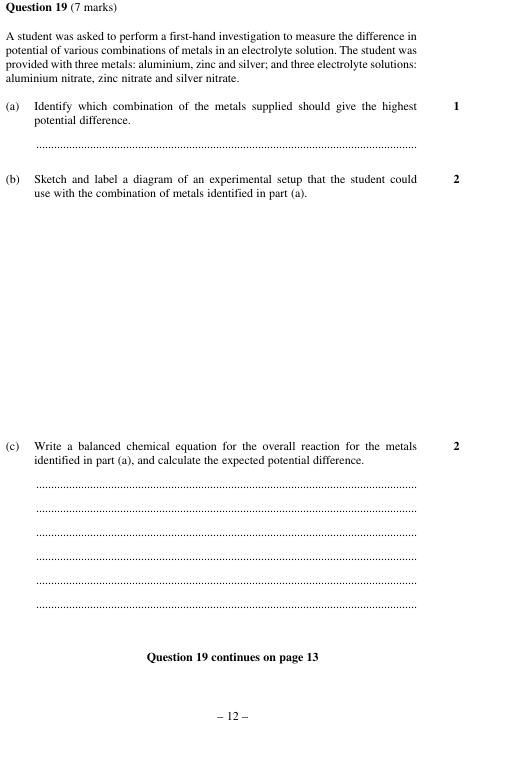 Question 19 (7 marks)
A student was asked to perform a first-hand investigation to measure the difference in
potential of various combinations of metals in an electrolyte solution. The student was
provided with three metals: aluminium, zinc and silver; and three electrolyte solutions:
aluminium nitrate, zinc nitrate and silver nitrate.
(a) Identify which combination of the metals supplied should give the highest 1
potential difference.
................................................................................................................................
(b) Sketch and label a diagram of an experimental setup that the student could 2
use with the combination of metals identified in part (a).
(c) Write a balanced chemical equation for the overall reaction for the metals 2
identified in part (a), and calculate the expected potential difference.
................................................................................................................................
................................................................................................................................
................................................................................................................................
................................................................................................................................
................................................................................................................................
................................................................................................................................
Question 19 continues on page 13
– 12 –